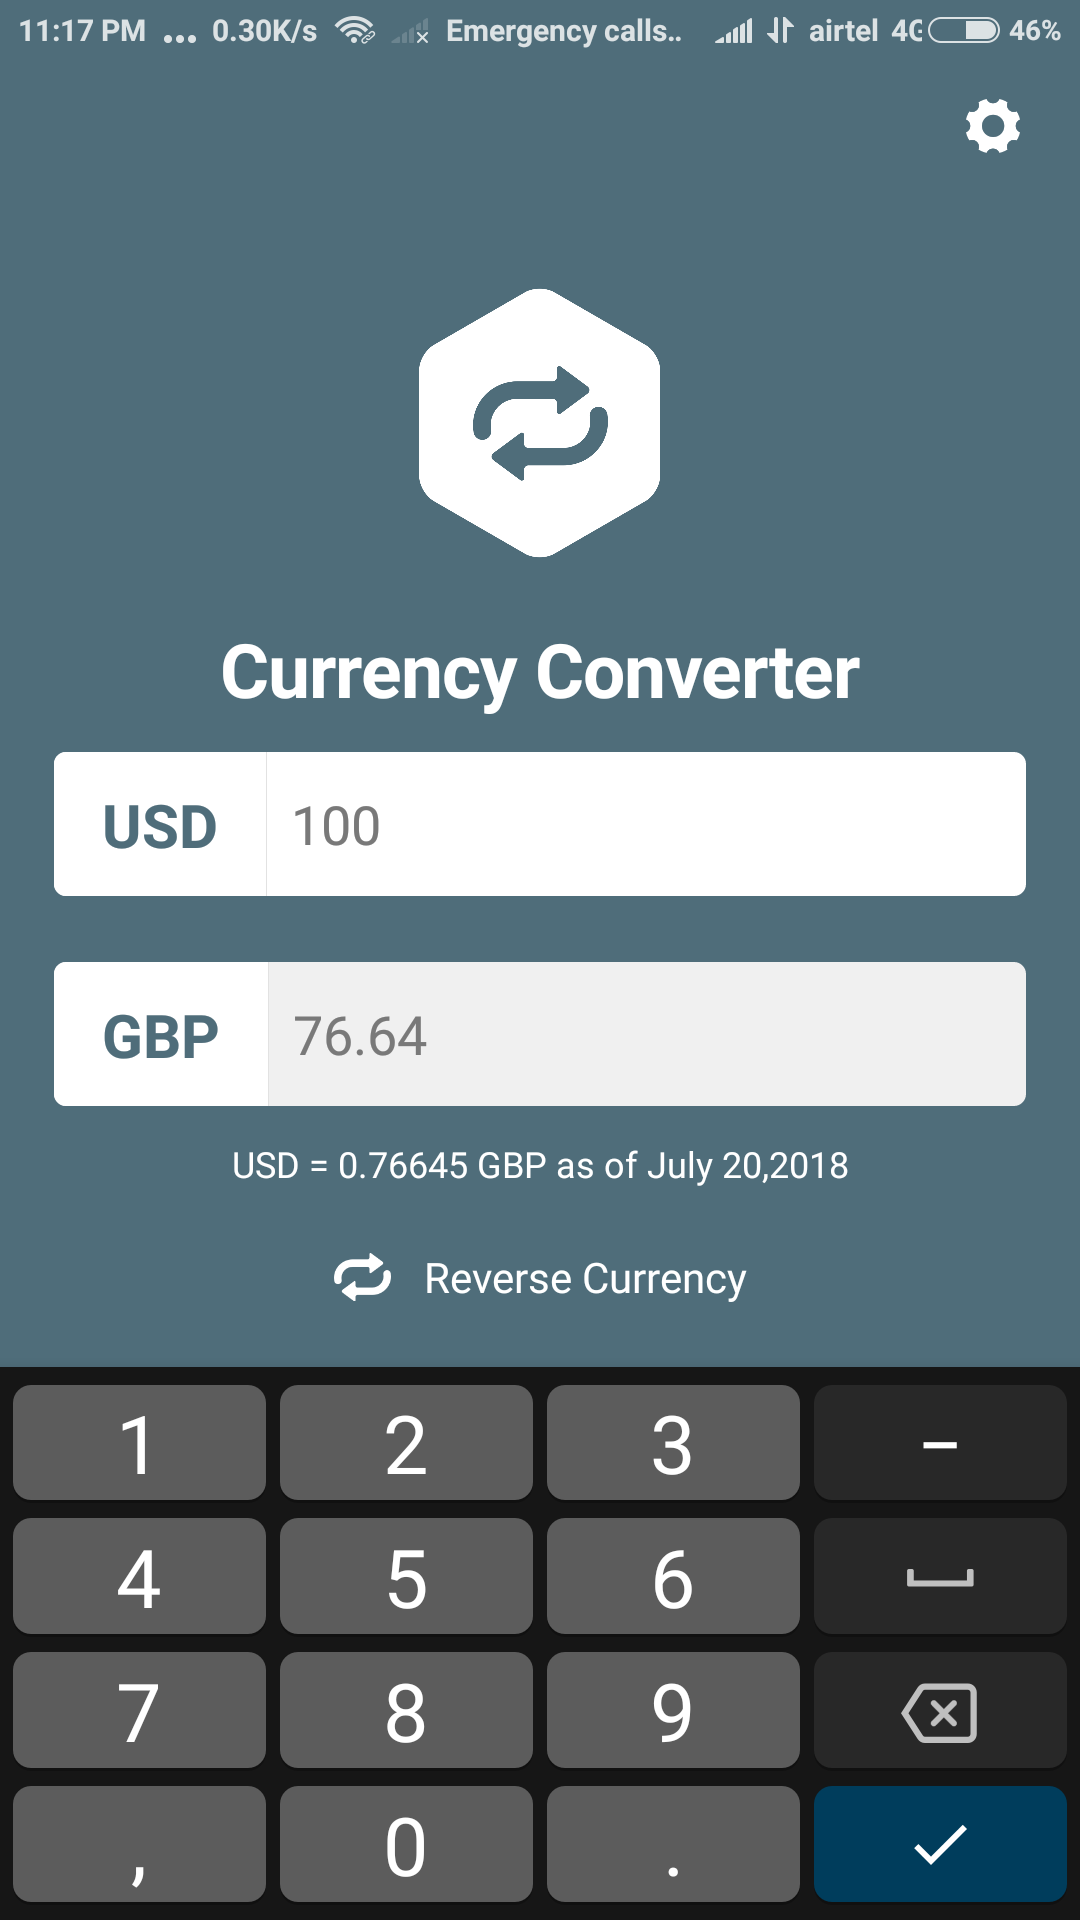 11:17 PM ... 0.30K/s Emergency calls.. airtel 4G 46%
Currency Converter
USD 100
GBP 76.64
USD = 0.76645 GBP as of July 20,2018
Reverse Currency
1 2 3 –
4 5 6
7 8 9
, 0 .